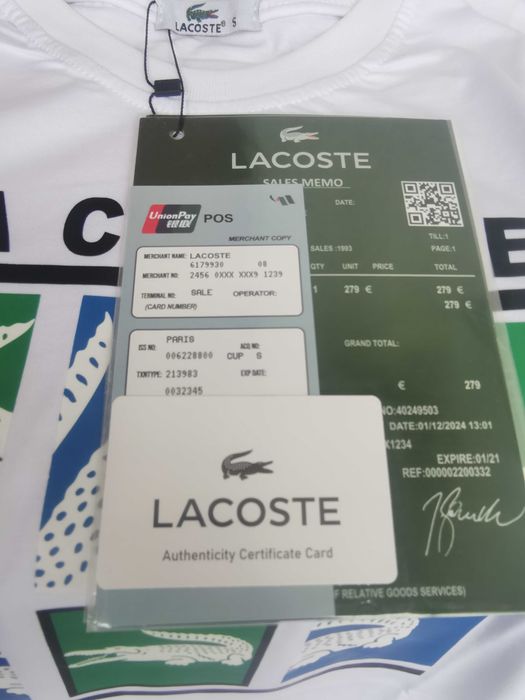 LACOSTE® S
LACOSTE
SALES MEMO
DATE:
TILL:1
PAGE:1
SALES :1993
QTY UNIT PRICE TOTAL
1 279 € 279 €
279 €
GRAND TOTAL:
€ 279
NO:40249503
DATE:01/12/2024 13:01
X1234
EXPIRE:01/21
REF:000002200332
F RELATIVE GOODS SERVICES)
UnionPay
银联
POS
MERCHANT COPY
MERCHANT NAME: LACOSTE
6179930 08
MERCHANT NO: 2456 0XXX XXX9 1239
TERMINAL NO: SALE OPERATOR:
(CARD NUMBER)
PARIS
ISS NO: ACQ NO:
006228800 CUP S
TXNTYPE: 213983 EXP DATE:
0032345
LACOSTE
Authenticity Certificate Card
A C E